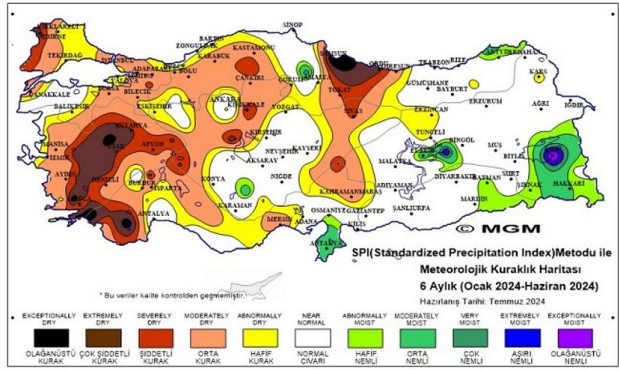 SİNOP
KIRKLARELİ
EDİRNE
TEKİRDAĞ
İSTANBUL
BARTIN
ZONGULDAK
KARABÜK
KASTAMONU
SAMSUN
ORDU
GİRESUN
TRABZON
RİZE
ARTVİN
ARDAHAN
KARS
ADAPAZARI
BOLU
YALOVA
BURSA
BİLECİK
ÇANKIRI
ÇORUM
AMASYA
TOKAT
GÜMÜŞHANE
BAYBURT
ERZURUM
AĞRI
IĞDIR
ÇANAKKALE
BALIKESİR
ESKİŞEHİR
ANKARA
KIRIKKALE
YOZGAT
SİVAS
ERZİNCAN
TUNCELİ
BİNGÖL
MUŞ
BİTLİS
KÜTAHYA
MANİSA
UŞAK
AFYON
KIRŞEHİR
NEVŞEHİR
KAYSERİ
MALATYA
İZMİR
AKSARAY
AYDIN
DENİZLİ
BURDUR
ISPARTA
KONYA
NİĞDE
KAHRAMANMARAŞ
ADIYAMAN
DİYARBAKIR
BATMAN
SİİRT
ŞIRNAK
HAKKARİ
MARDİN
ANTALYA
KARAMAN
MERSİN
ADANA
OSMANİYE
GAZİANTEP
KİLİS
ŞANLIURFA
ANTAKYA
© MGM
SPI(Standardized Precipitation Index)Metodu ile
Meteorolojik Kuraklık Haritası
6 Aylık (Ocak 2024-Haziran 2024)
Hazırlanış Tarihi: Temmuz 2024
* Bu veriler kalite kontrolden geçmemiştir.
EXCEPTIONALLY DRY
EXTREMELY DRY
SEVERELY DRY
MODERATELY DRY
ABNORMALLY DRY
NEAR NORMAL
ABNORMALLY MOIST
MODERATELY MOIST
VERY MOIST
EXTREMELY MOIST
EXCEPTIONALLY MOIST
OLAĞANÜSTÜ KURAK
ÇOK ŞİDDETLİ KURAK
ŞİDDETLİ KURAK
ORTA KURAK
HAFİF KURAK
NORMAL CİVARI
HAFİF NEMLİ
ORTA NEMLİ
ÇOK NEMLİ
AŞIRI NEMLİ
OLAĞANÜSTÜ NEMLİ